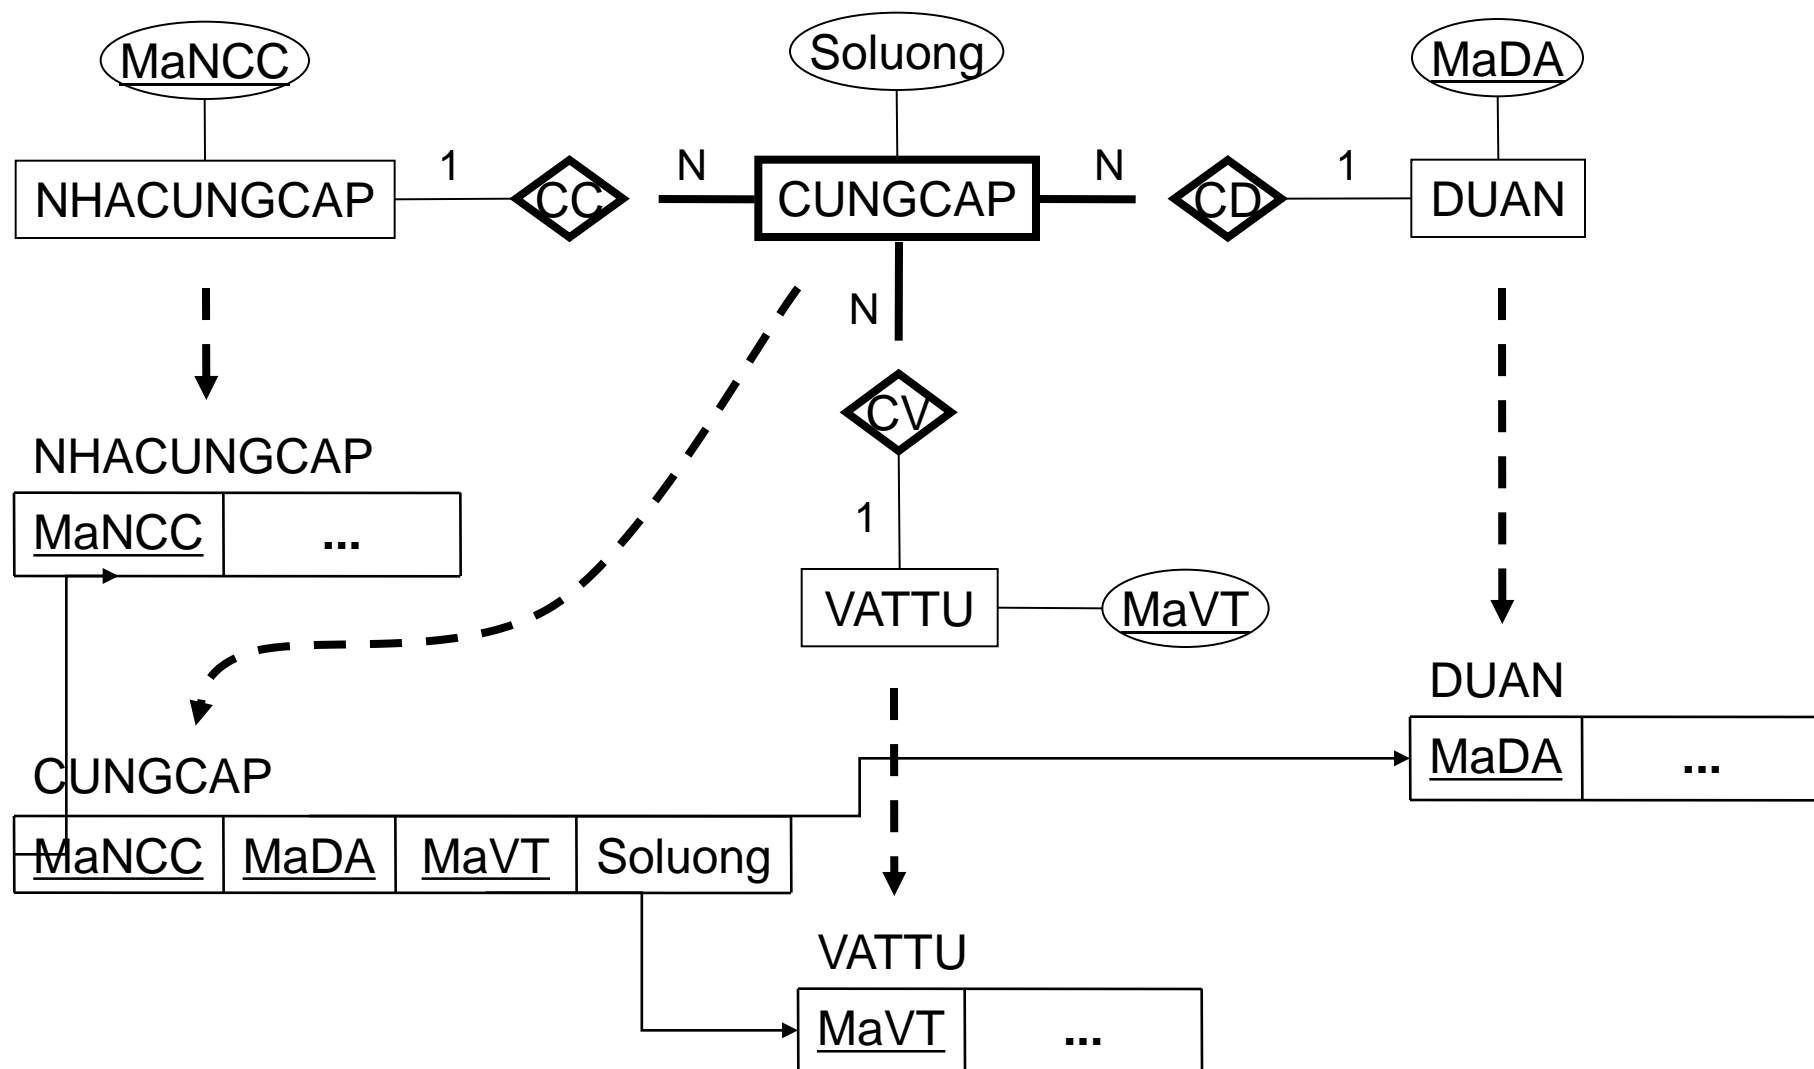 MaNCC
Soluong
MaDA
NHACUNGCAP
1
CC
N
CUNGCAP
N
CD
1
DUAN
N
CV
1
VATTU
MaVT
NHACUNGCAP
MaNCC ...
DUAN
MaDA ...
CUNGCAP
MaNCC MaDA MaVT Soluong
VATTU
MaVT ...